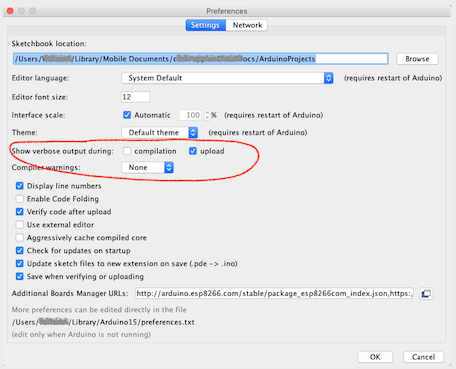 Preferences
Settings Network
Sketchbook location:
/Users/ /Library/Mobile Documents/ Docs/ArduinoProjects Browse
Editor language: System Default (requires restart of Arduino)
Editor font size: 12
Interface scale: Automatic 100 % (requires restart of Arduino)
Theme: Default theme (requires restart of Arduino)
Show verbose output during: compilation upload
Compiler warnings: None
Display line numbers
Enable Code Folding
Verify code after upload
Use external editor
Aggressively cache compiled core
Check for updates on startup
Update sketch files to new extension on save (.pde -> .ino)
Save when verifying or uploading
Additional Boards Manager URLs: http://arduino.esp8266.com/stable/package_esp8266com_index.json,https:,
More preferences can be edited directly in the file
/Users/ /Library/Arduino15/preferences.txt
(edit only when Arduino is not running)
OK Cancel